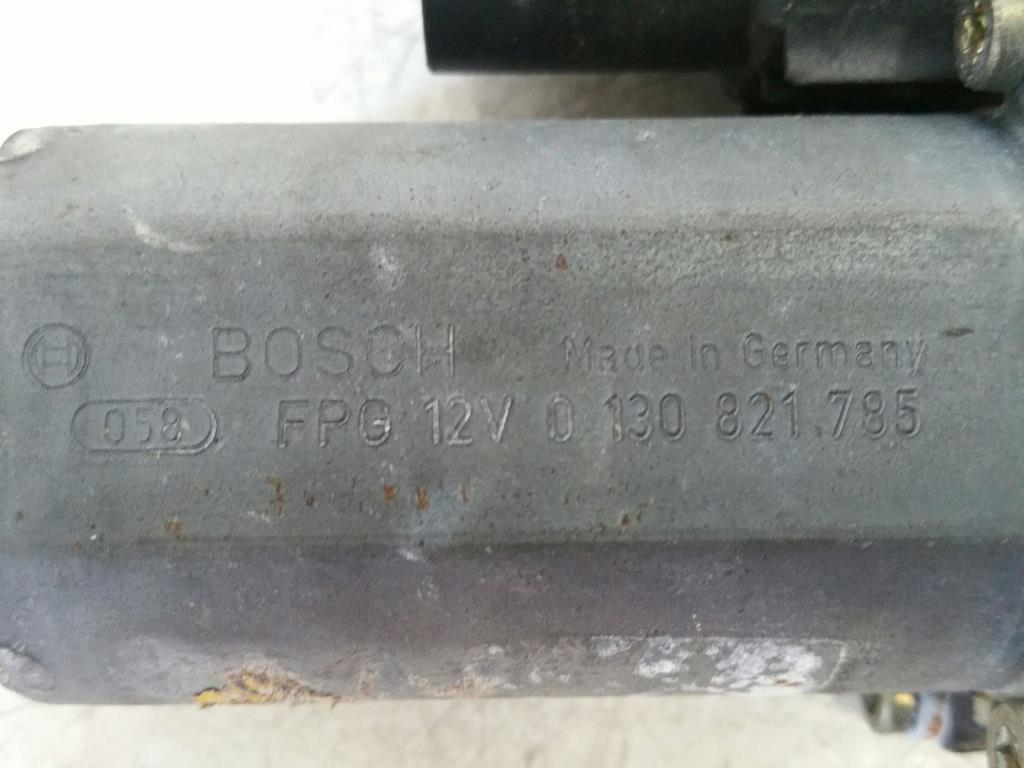 BOSCH Made in Germany
058 FPG 12V 0 130 821 785